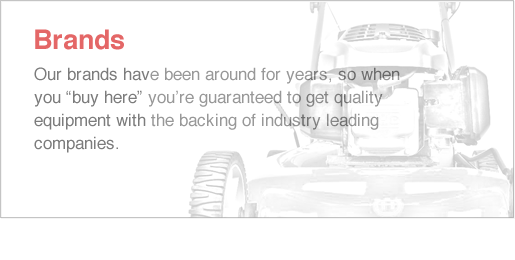 Brands
Our brands have been around for years, so when
you “buy here” you’re guaranteed to get quality
equipment with the backing of industry leading
companies.